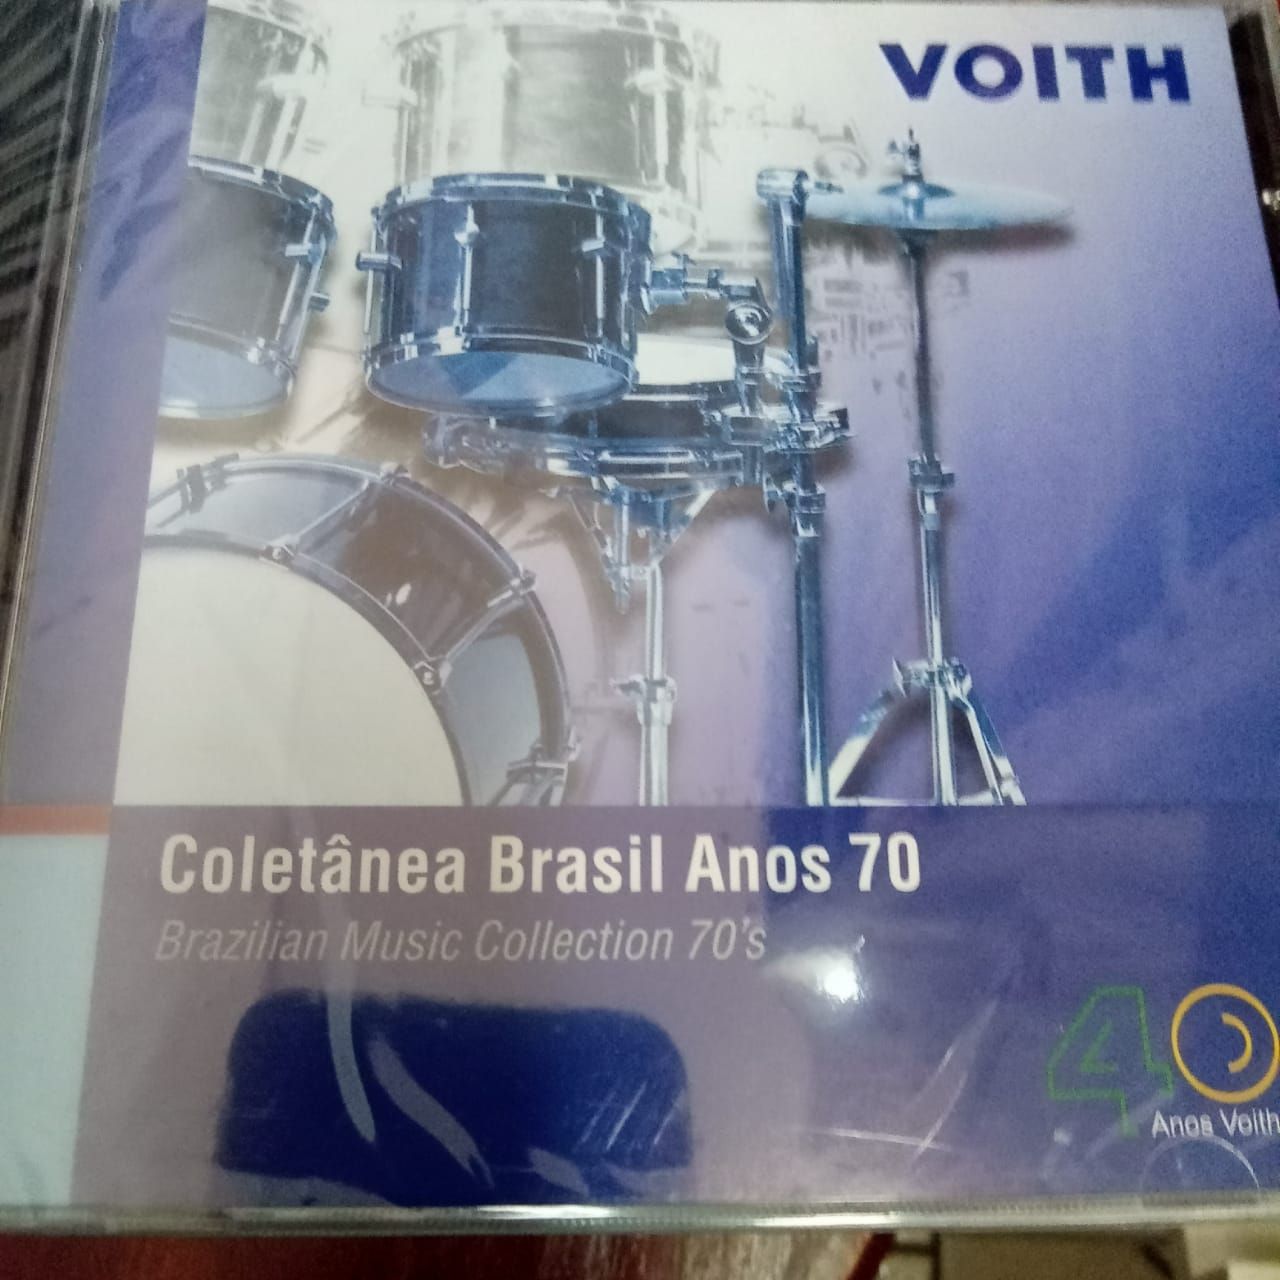 VOITH
Coletânea Brasil Anos 70
Brazilian Music Collection 70's
40
Anos Voith